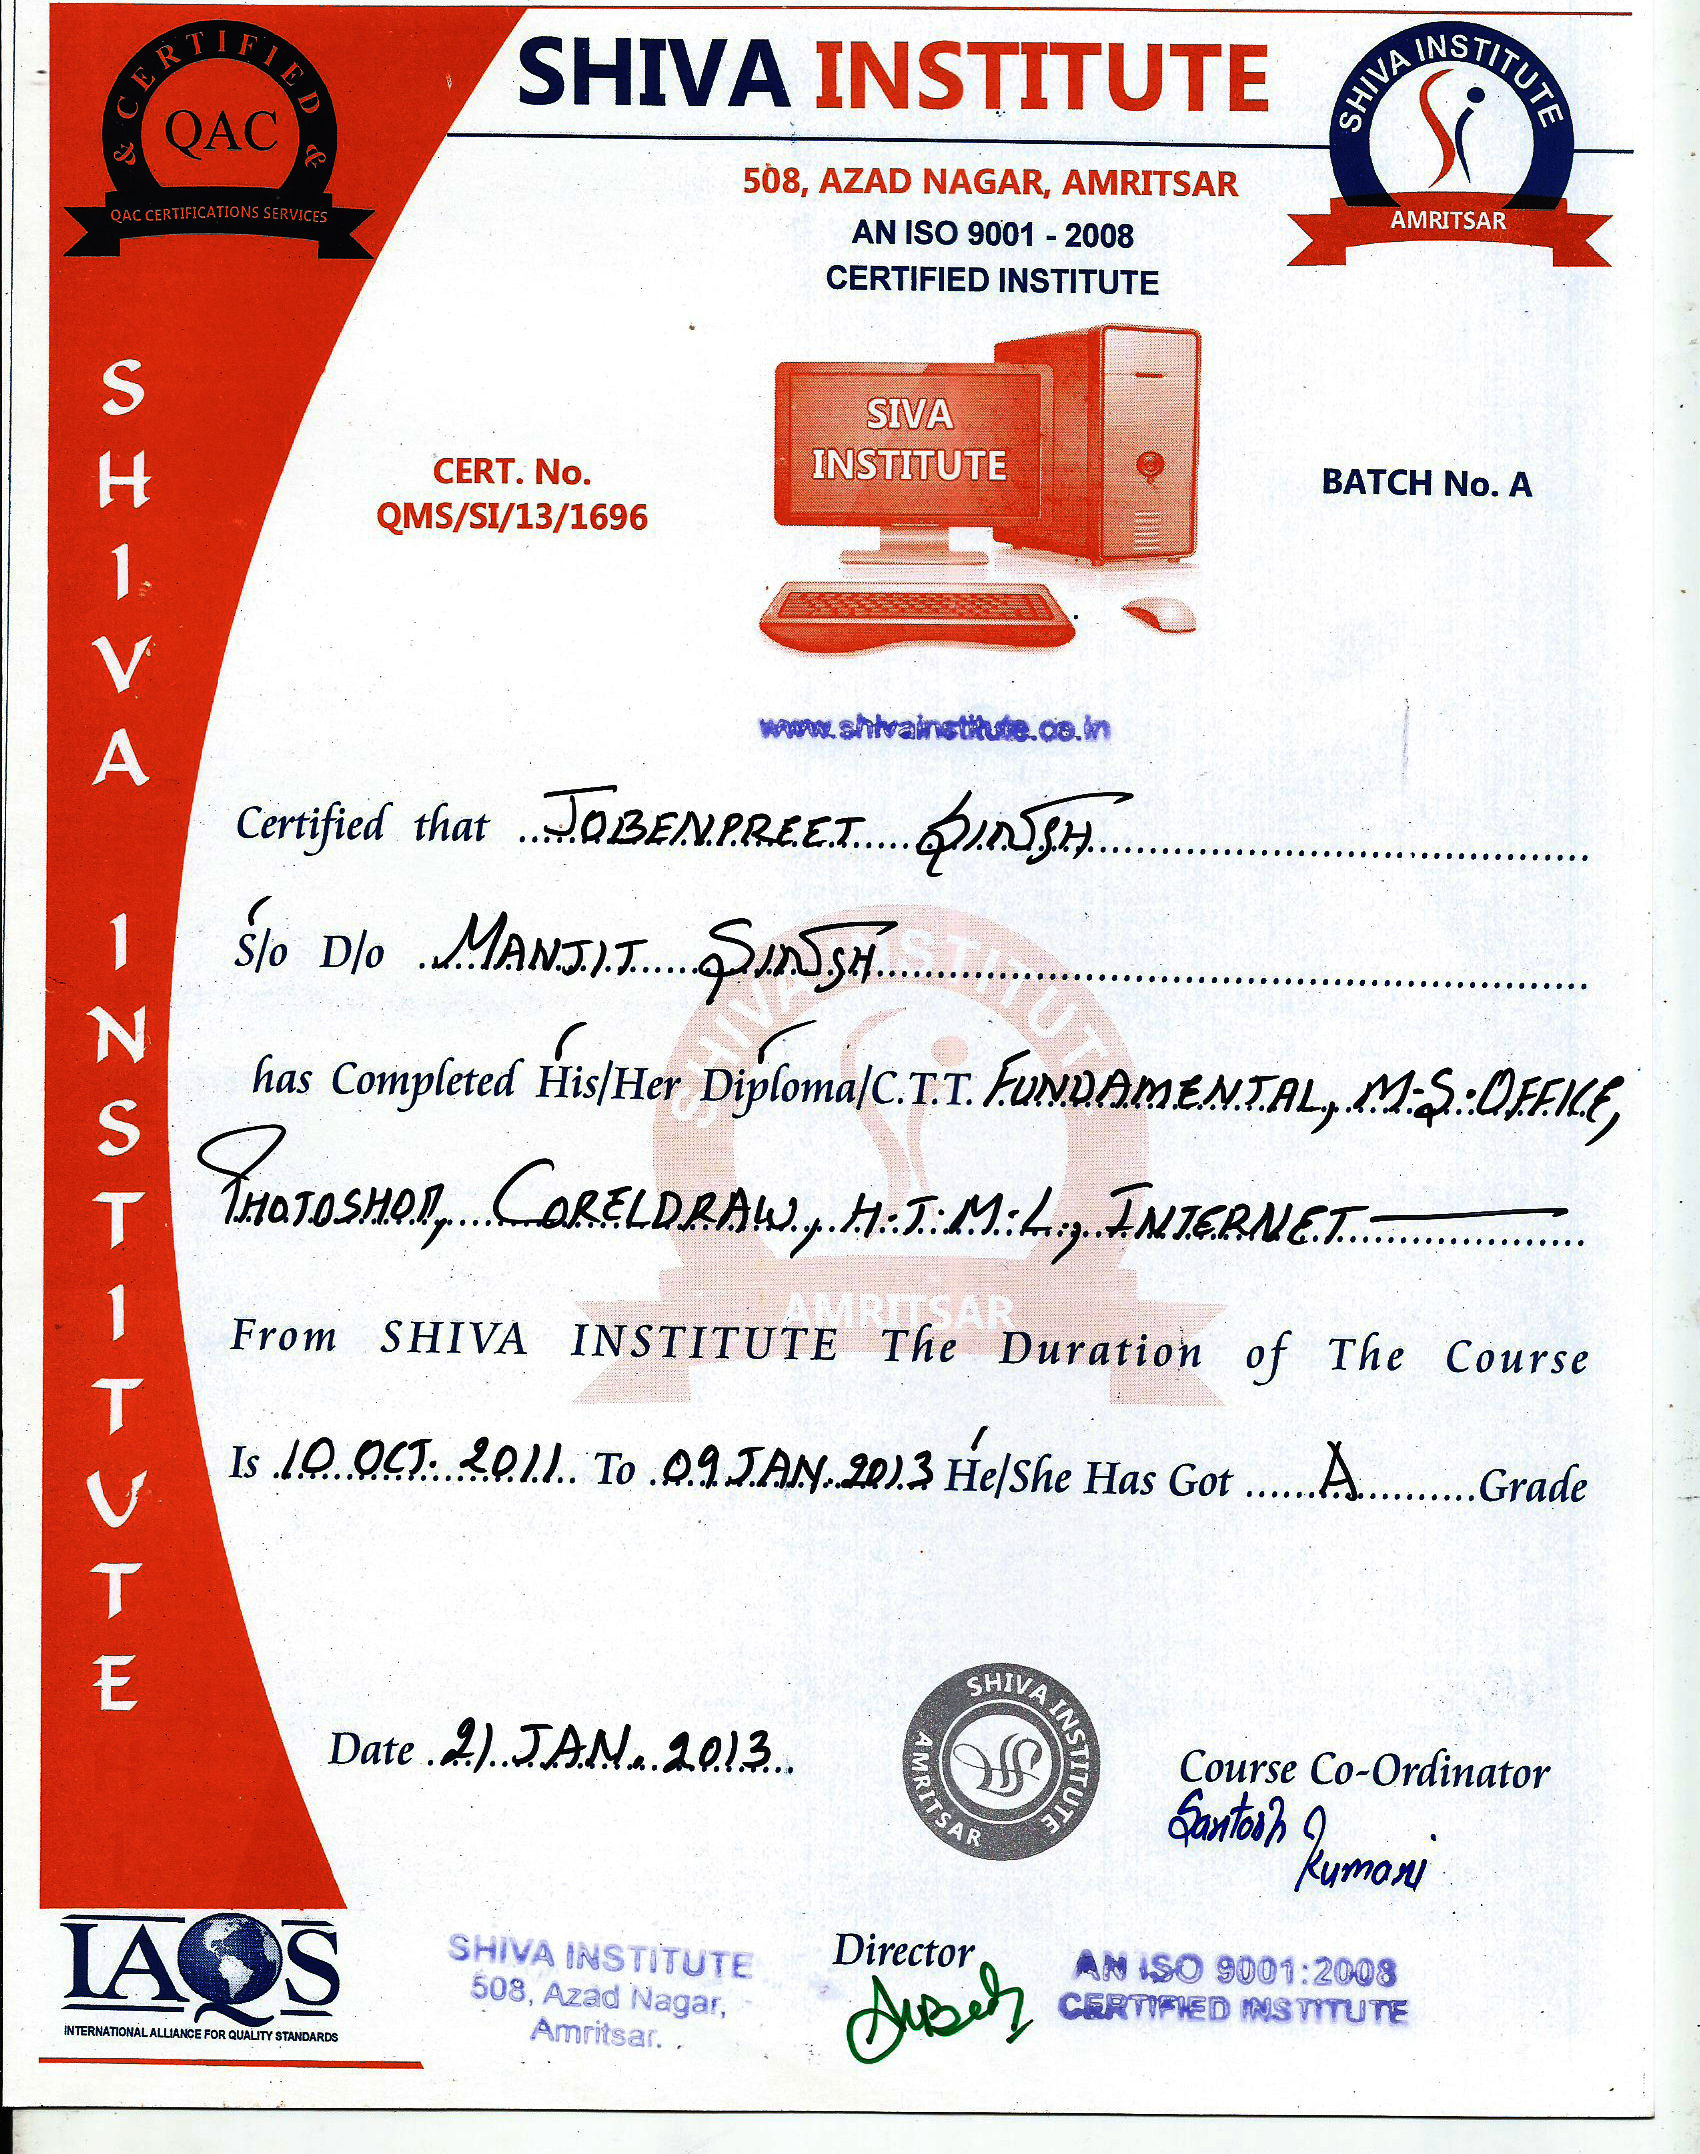 & CERTIFIED &
QAC
QAC CERTIFICATIONS SERVICES
SHIVA INSTITUTE
SHIVA INSTITUTE
AMRITSAR
508, AZAD NAGAR, AMRITSAR
AN ISO 9001 - 2008
CERTIFIED INSTITUTE
SHIVA INSTITUTE
SIVA
INSTITUTE
CERT. No.
QMS/SI/13/1696
BATCH No. A
www.shivainstitute.co.in
Certified that JOBENPREET SINGH
S/o D/o MANJIT SINGH
SHIVA INSTITUTE
has Completed His/Her Diploma/C.T.T. FUNDAMENTAL, M.S.OFFICE,
PHOTOSHOP, CORELDRAW, H.T.M.L., INTERNET
AMRITSAR
From SHIVA INSTITUTE The Duration of The Course
Is 10 OCT. 2011 To 09 JAN. 2013 He/She Has Got A Grade
Date 21 JAN. 2013
SHIVA INSTITUTE
AMRITSAR
Course Co-Ordinator
Santosh
Kumari
IAQS
INTERNATIONAL ALLIANCE FOR QUALITY STANDARDS
SHIVA INSTITUTE
508, Azad Nagar,
Amritsar.
Director
AN ISO 9001:2008
CERTIFIED INSTITUTE